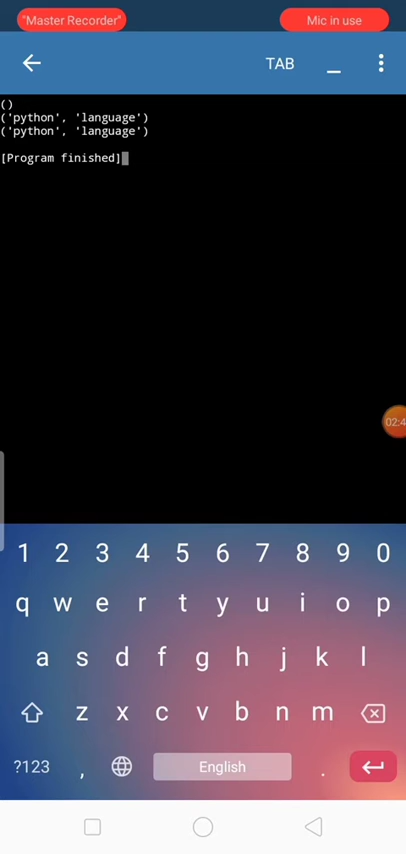 "Master Recorder"
Mic in use
TAB
()
('python', 'language')
('python', 'language')
[Program finished]
02:4
1 2 3 4 5 6 7 8 9 0
q w e r t y u i o p
a s d f g h j k l
z x c v b n m
?123 , English .